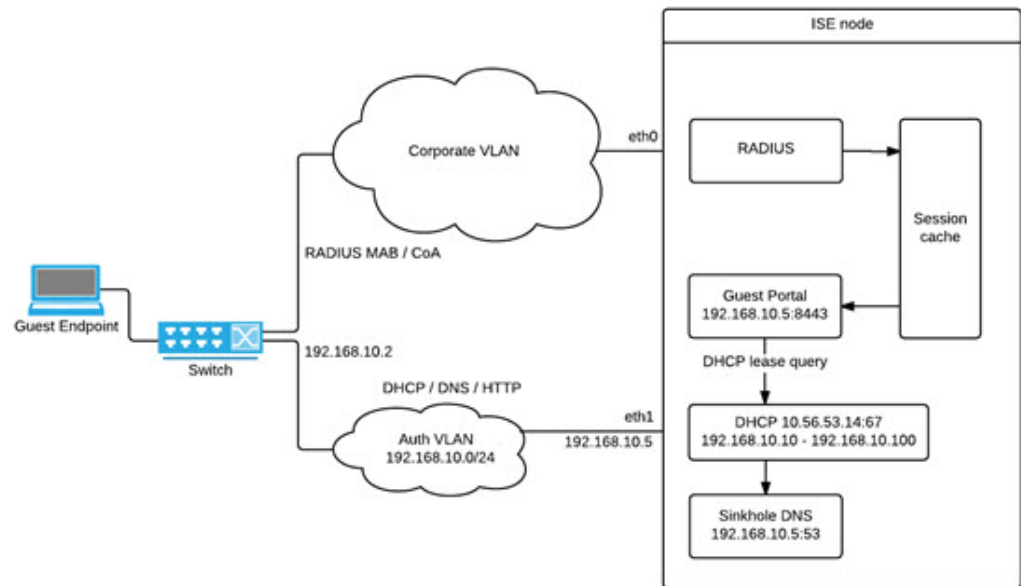 ISE node
Corporate VLAN
eth0
RADIUS
Session
cache
RADIUS MAB / CoA
Guest Endpoint
Switch
192.168.10.2
Guest Portal
192.168.10.5:8443
DHCP lease query
DHCP / DNS / HTTP
Auth VLAN
192.168.10.0/24
eth1
192.168.10.5
DHCP 10.56.53.14:67
192.168.10.10 - 192.168.10.100
Sinkhole DNS
192.168.10.5:53